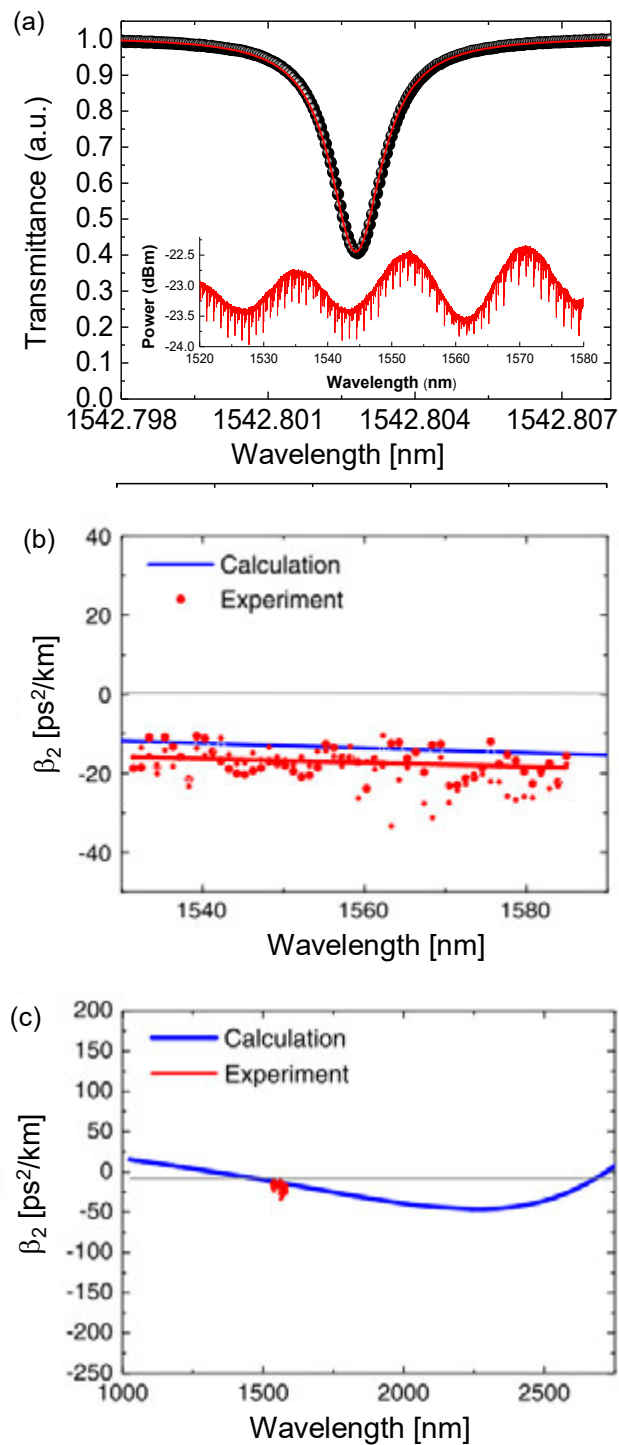 (a)
Transmittance (a.u.)
1.0
0.9
0.8
0.7
0.6
0.5
0.4
0.3
0.2
0.1
0.0
Power (dBm)
-22.5
-23.0
-23.5
-24.0
1520 1530 1540 1550 1560 1570 1580
Wavelength (nm)
1542.798 1542.801 1542.804 1542.807
Wavelength [nm]
(b)
β₂ [ps²/km]
40
20
0
-20
-40
Calculation
Experiment
1540 1560 1580
Wavelength [nm]
(c)
β₂ [ps²/km]
200
150
100
50
0
-50
-100
-150
-200
-250
Calculation
Experiment
1000 1500 2000 2500
Wavelength [nm]